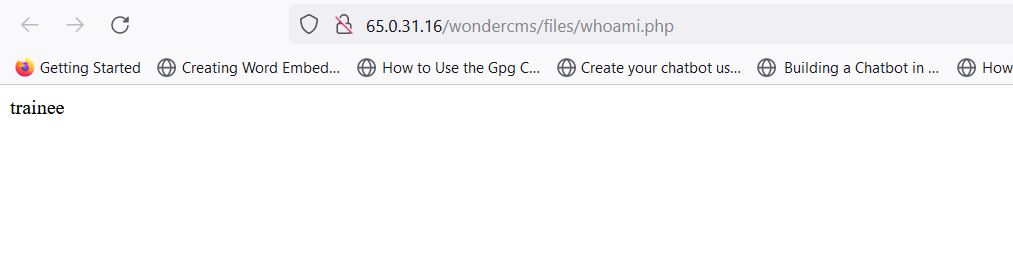 65.0.31.16/wondercms/files/whoami.php
Getting Started Creating Word Embed... How to Use the Gpg C... Create your chatbot us... Building a Chatbot in ... How
trainee